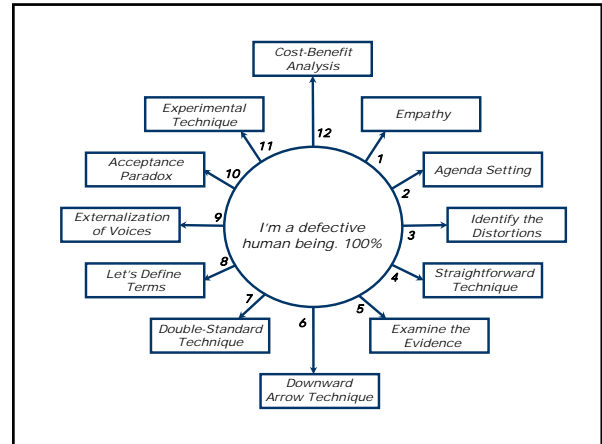 Cost-Benefit
Analysis
Experimental
Technique
Empathy
11
12
1
Acceptance
Paradox
10
2
Agenda Setting
Externalization
of Voices
9
I'm a defective
human being. 100%
3
Identify the
Distortions
Let's Define
Terms
8
4
Straightforward
Technique
7
6
5
Double-Standard
Technique
Examine the
Evidence
Downward
Arrow Technique